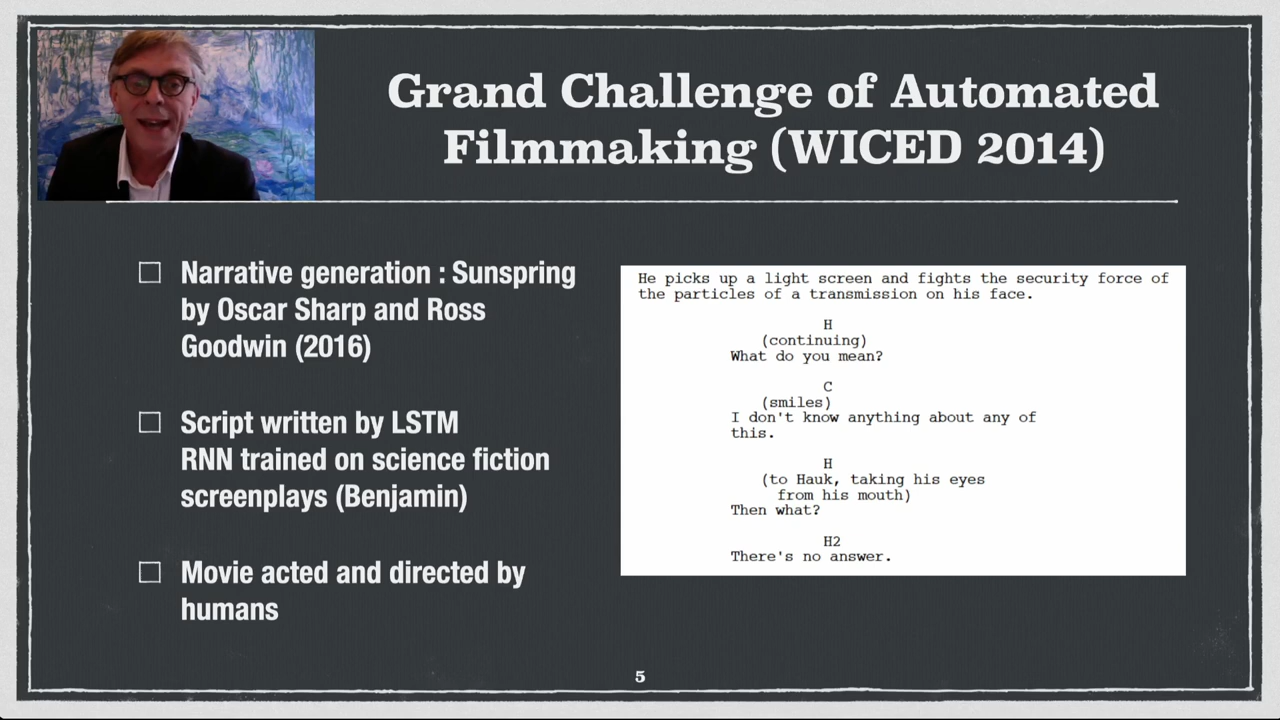 Grand Challenge of Automated
Filmmaking (WICED 2014)
Narrative generation : Sunspring
by Oscar Sharp and Ross
Goodwin (2016)
Script written by LSTM
RNN trained on science fiction
screenplays (Benjamin)
Movie acted and directed by
humans
He picks up a light screen and fights the security force of
the particles of a transmission on his face.
H
(continuing)
What do you mean?
C
(smiles)
I don't know anything about any of
this.
H
(to Hauk, taking his eyes
from his mouth)
Then what?
H2
There's no answer.
5